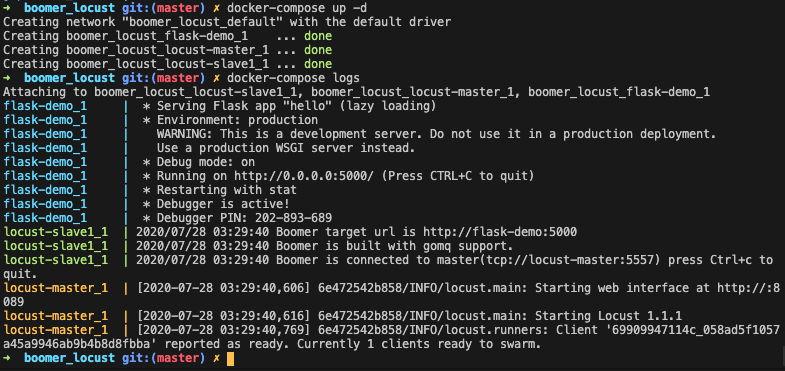 ➜  boomer_locust git:(master) ✗ docker-compose up -d
Creating network "boomer_locust_default" with the default driver
Creating boomer_locust_flask-demo_1    ... done
Creating boomer_locust_locust-master_1 ... done
Creating boomer_locust_locust-slave1_1 ... done
➜  boomer_locust git:(master) ✗ docker-compose logs
Attaching to boomer_locust_locust-slave1_1, boomer_locust_locust-master_1, boomer_locust_flask-demo_1
flask-demo_1     |  * Serving Flask app "hello" (lazy loading)
flask-demo_1     |  * Environment: production
flask-demo_1     |    WARNING: This is a development server. Do not use it in a production deployment.
flask-demo_1     |    Use a production WSGI server instead.
flask-demo_1     |  * Debug mode: on
flask-demo_1     |  * Running on http://0.0.0.0:5000/ (Press CTRL+C to quit)
flask-demo_1     |  * Restarting with stat
flask-demo_1     |  * Debugger is active!
flask-demo_1     |  * Debugger PIN: 202-893-689
locust-slave1_1  | 2020/07/28 03:29:40 Boomer target url is http://flask-demo:5000
locust-slave1_1  | 2020/07/28 03:29:40 Boomer is built with gomq support.
locust-slave1_1  | 2020/07/28 03:29:40 Boomer is connected to master(tcp://locust-master:5557) press Ctrl+c to
quit.
locust-master_1  | [2020-07-28 03:29:40,606] 6e472542b858/INFO/locust.main: Starting web interface at http://:8
089
locust-master_1  | [2020-07-28 03:29:40,616] 6e472542b858/INFO/locust.main: Starting Locust 1.1.1
locust-master_1  | [2020-07-28 03:29:40,769] 6e472542b858/INFO/locust.runners: Client '69909947114c_058ad5f1057
a45a9946ab9b4b8d8fbba' reported as ready. Currently 1 clients ready to swarm.
➜  boomer_locust git:(master) ✗